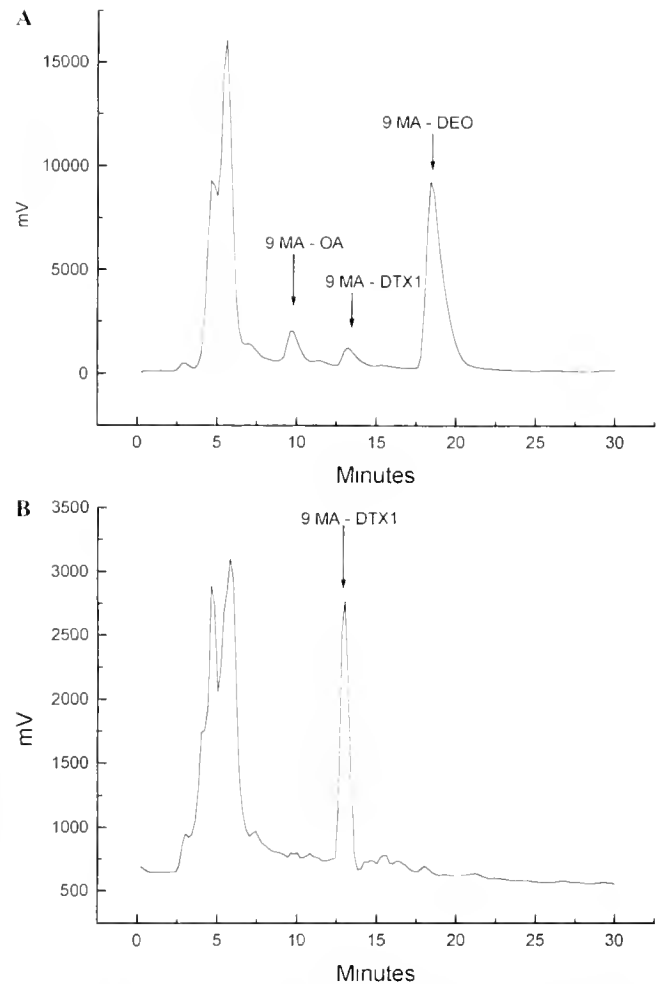 A
15000
10000
5000
0
mV
9 MA - OA
9 MA - DTX1
9 MA - DEO
0 5 10 15 20 25 30
Minutes
B
3500
3000
2500
2000
1500
1000
500
mV
9 MA - DTX1
0 5 10 15 20 25 30
Minutes